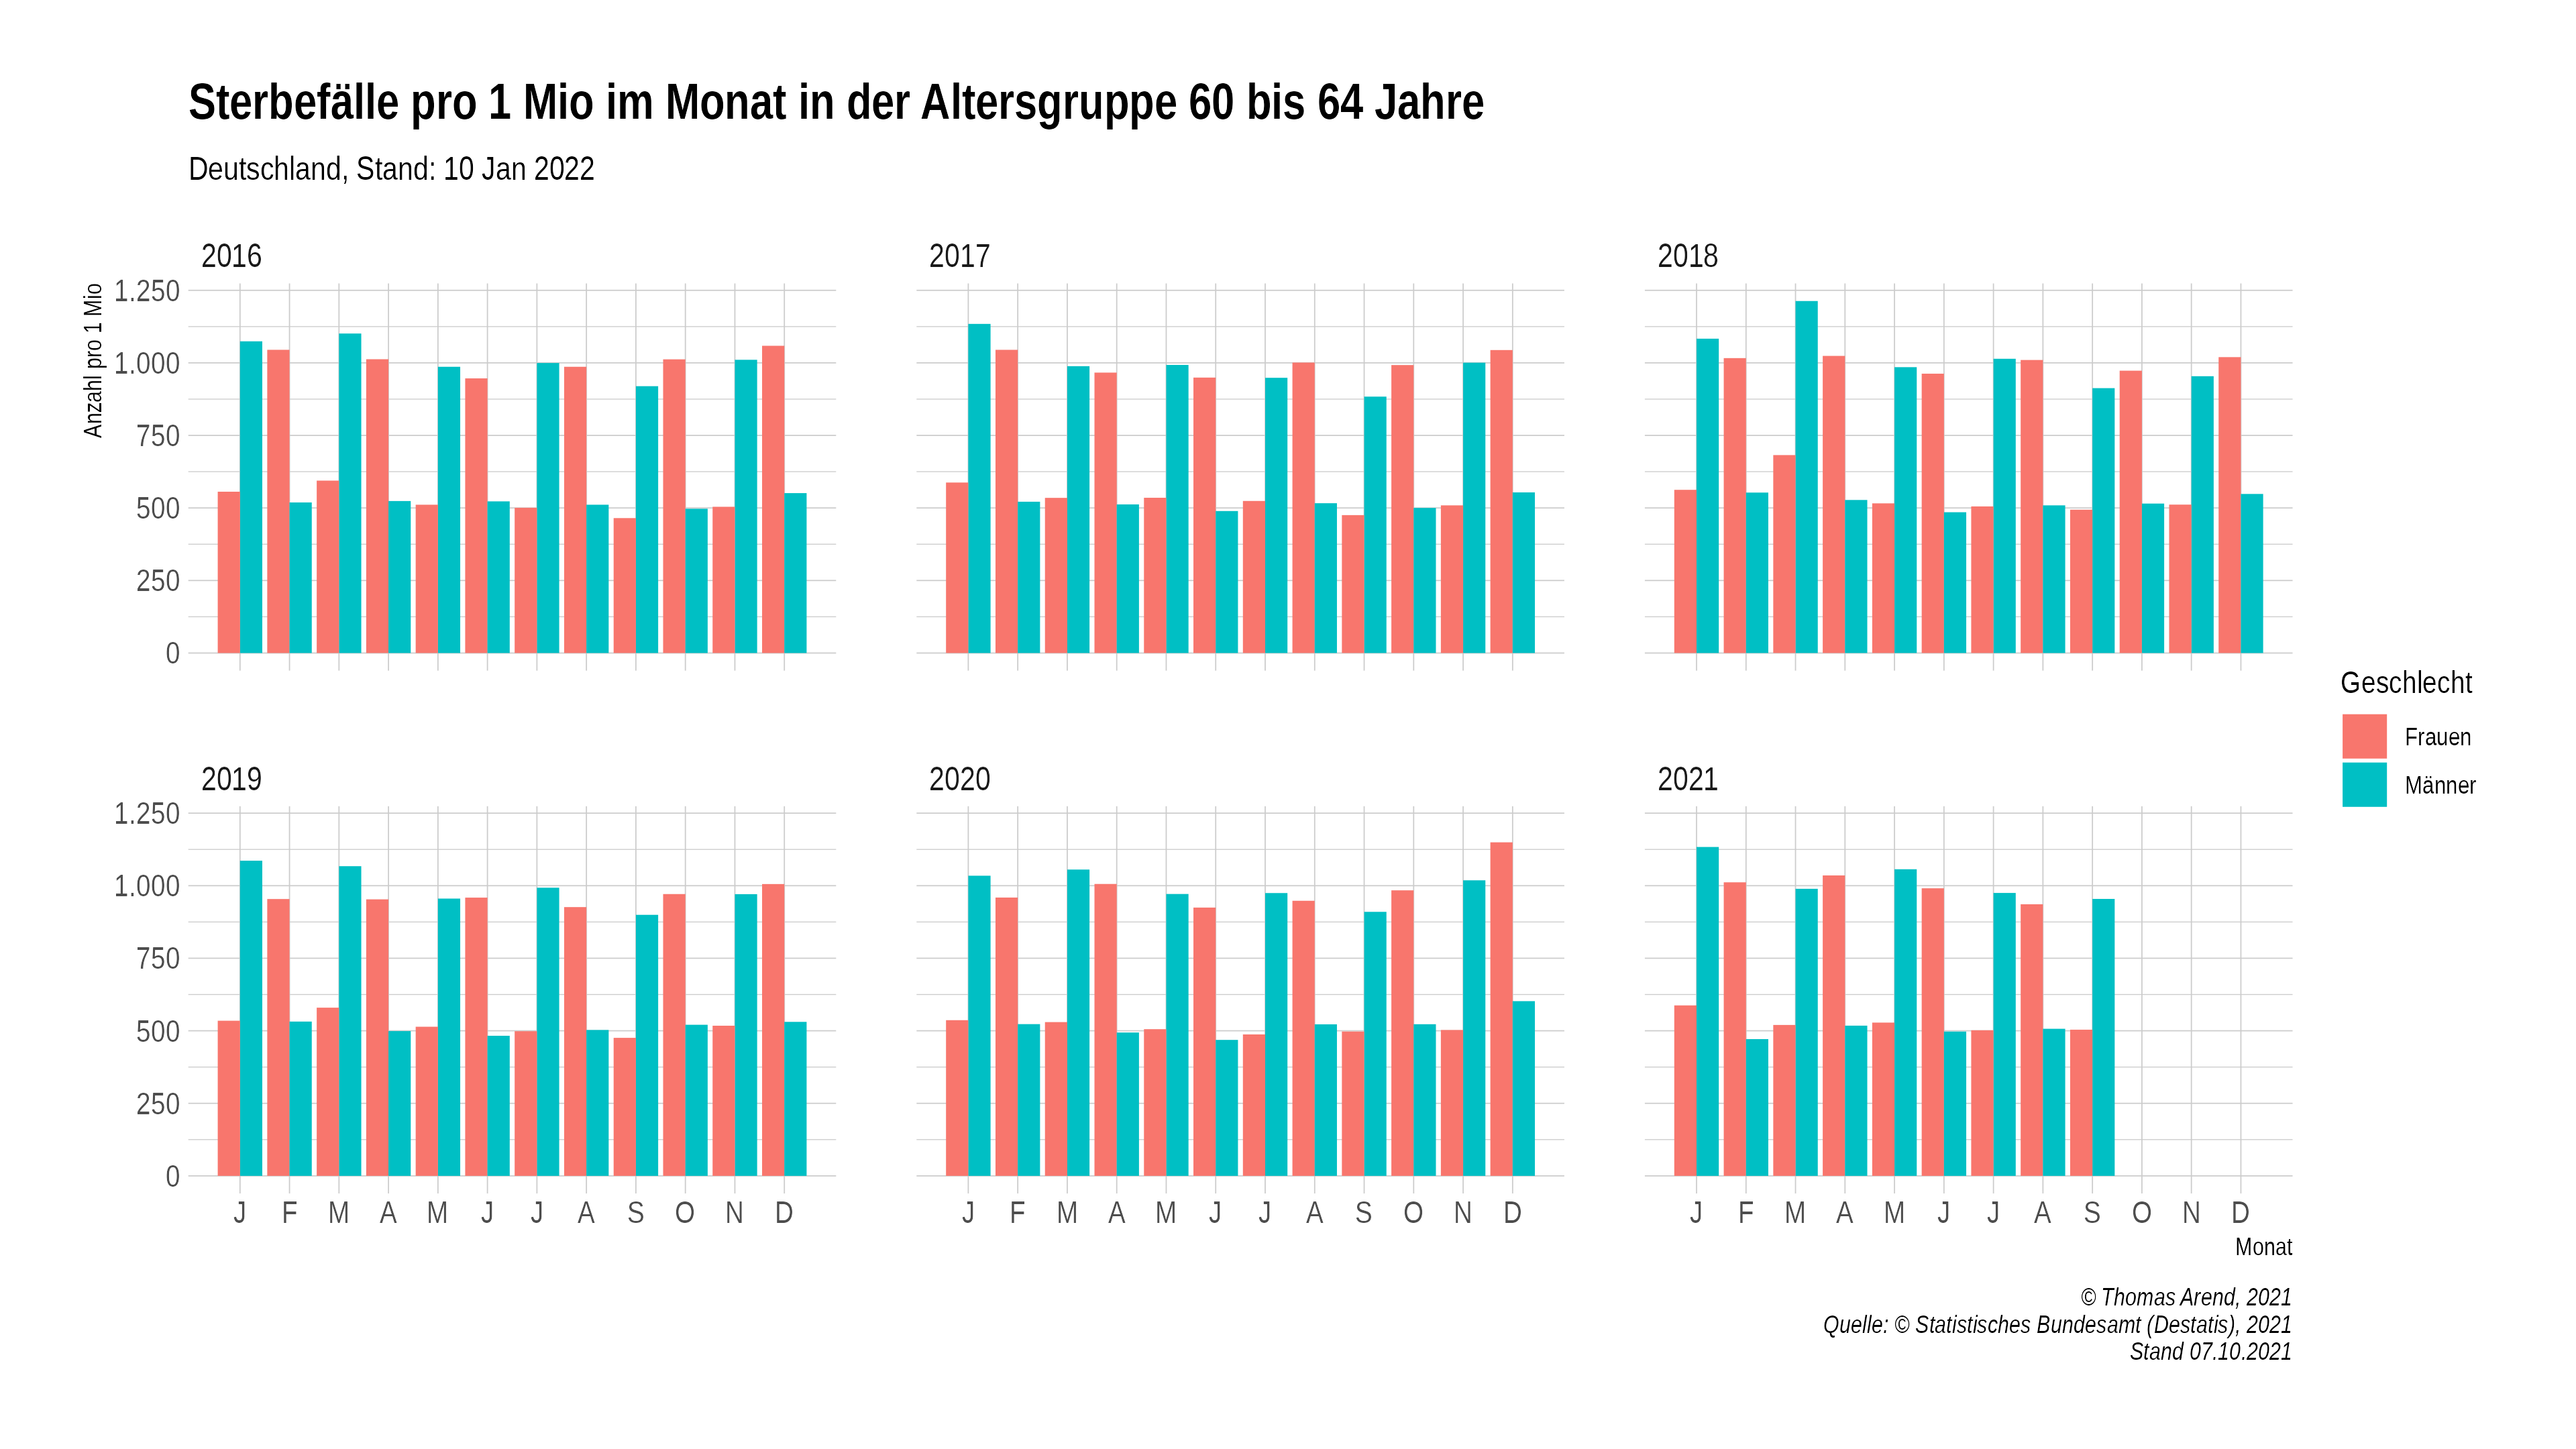 Sterbefälle pro 1 Mio im Monat in der Altersgruppe 60 bis 64 Jahre
Deutschland, Stand: 10 Jan 2022
Anzahl pro 1 Mio
2016
2017
2018
1.250
1.000
750
500
250
0
Geschlecht
Frauen
Männer
2019
2020
2021
1.250
1.000
750
500
250
0
J F M A M J J A S O N D
J F M A M J J A S O N D
J F M A M J J A S O N D
Monat
© Thomas Arend, 2021
Quelle: © Statistisches Bundesamt (Destatis), 2021
Stand 07.10.2021